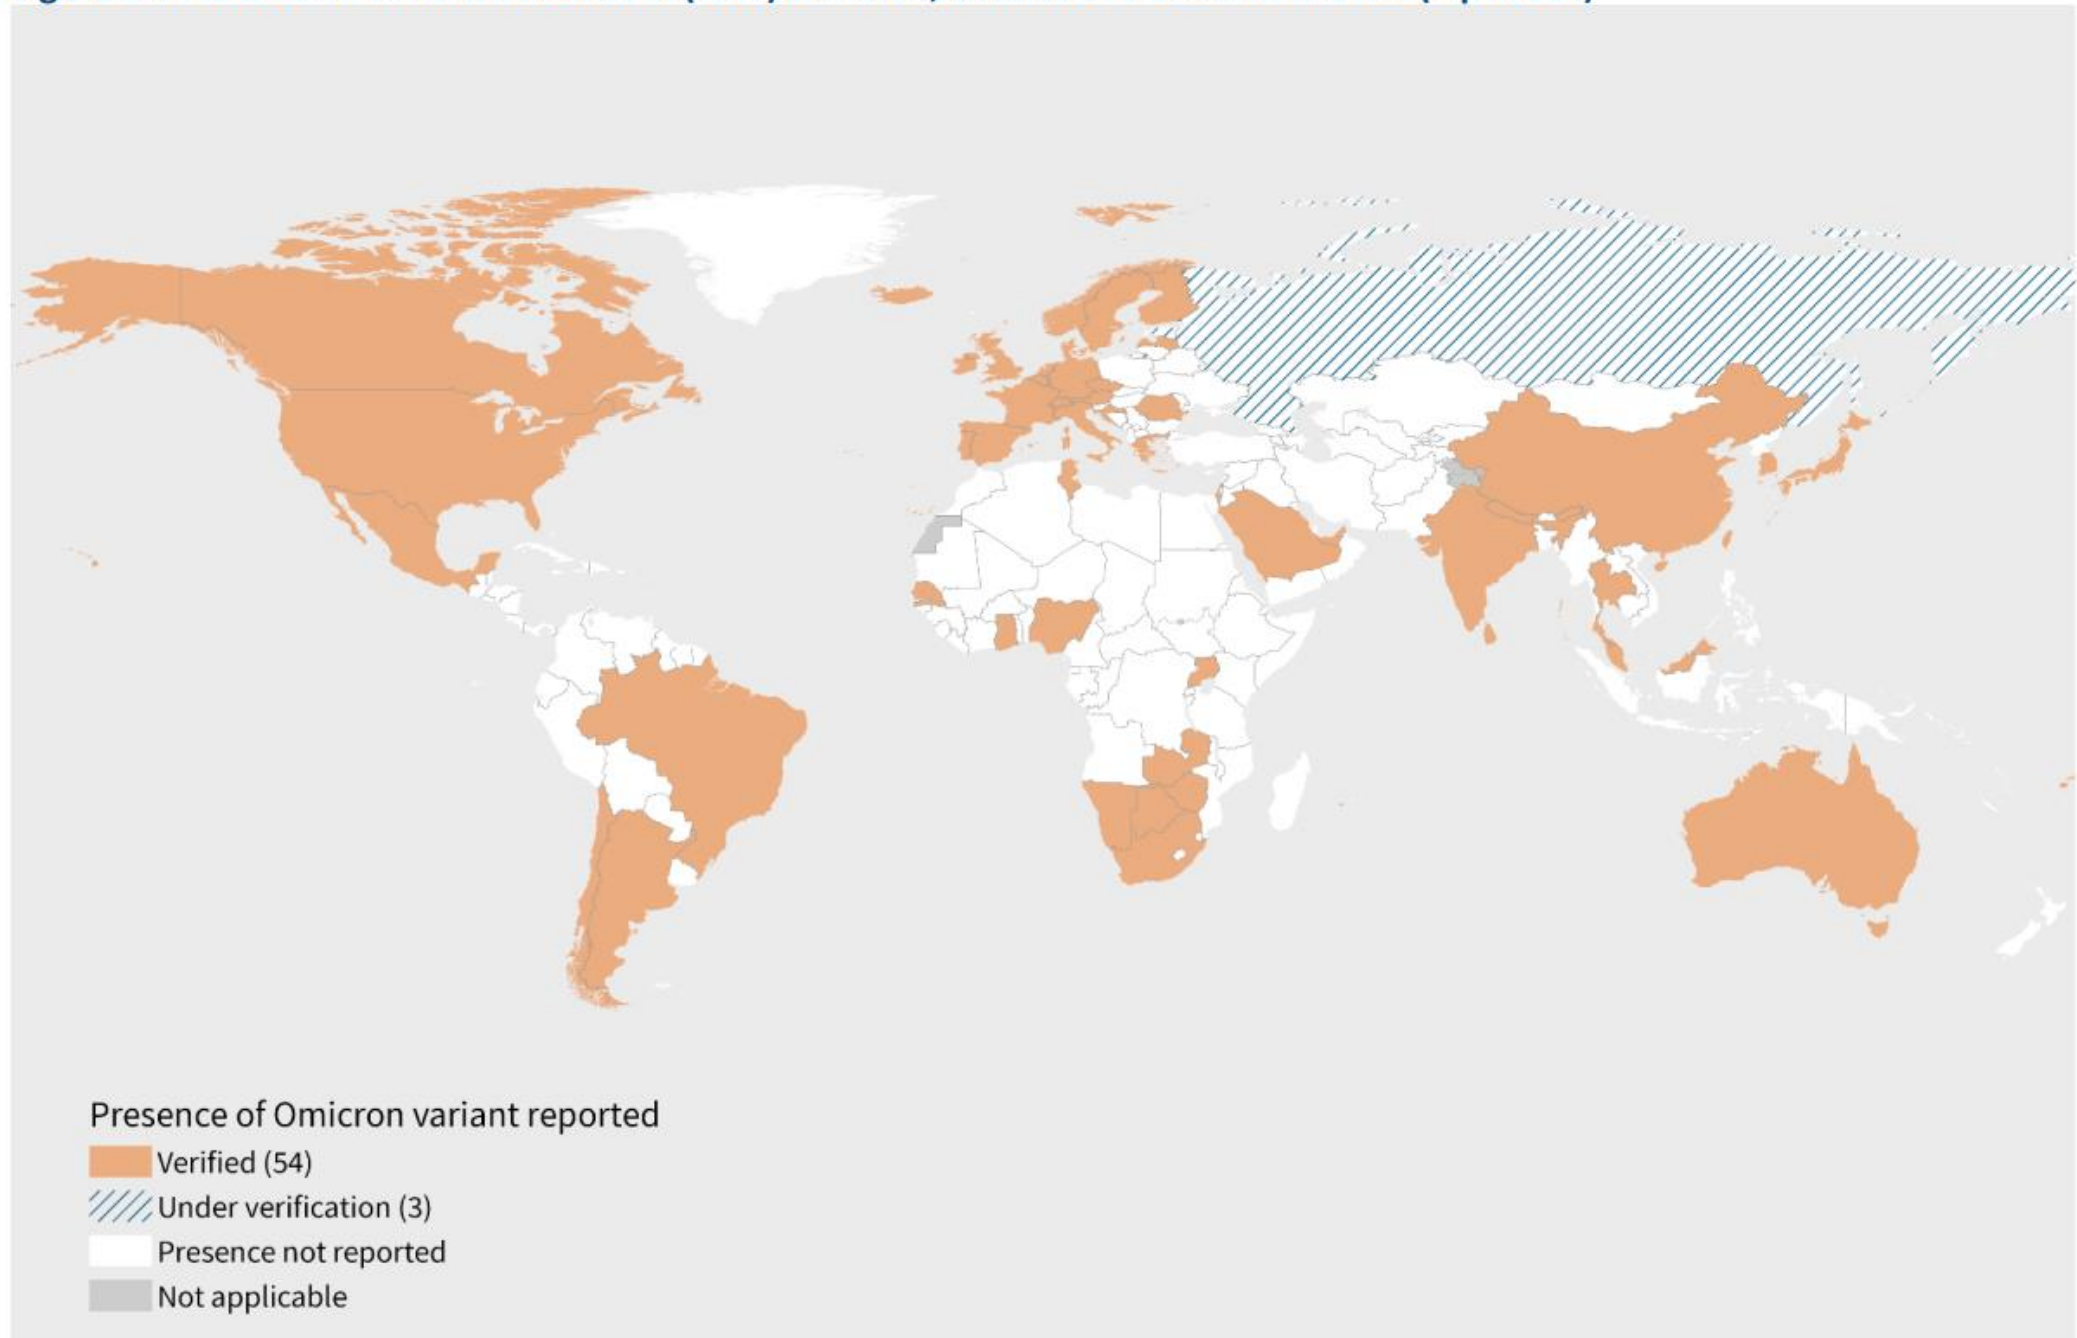 Presence of Omicron variant reported
Verified (54)
Under verification (3)
Presence not reported
Not applicable